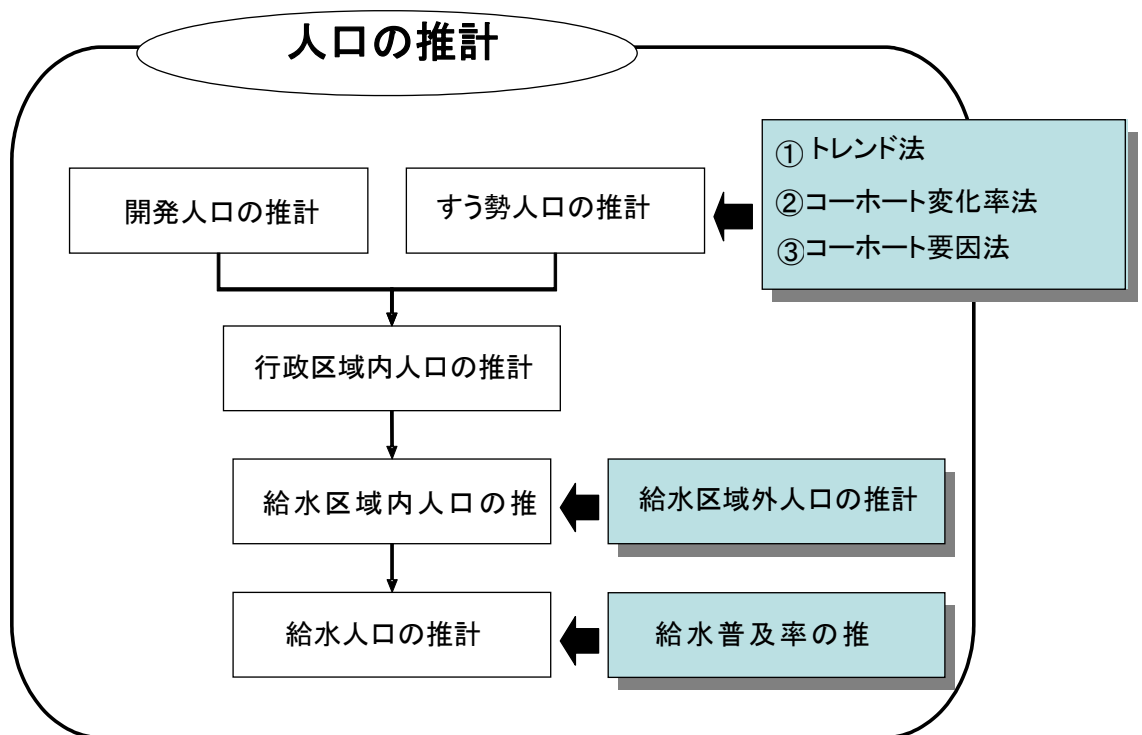 人口の推計
①トレンド法
②コーホート変化率法
③コーホート要因法
開発人口の推計
すう勢人口の推計
行政区域内人口の推計
給水区域内人口の推
給水区域外人口の推計
給水人口の推計
給水普及率の推